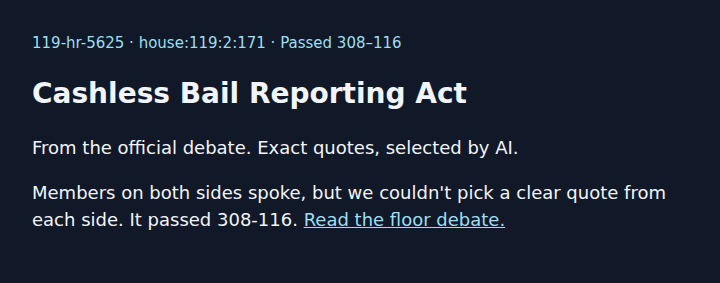 119-hr-5625 · house:119:2:171 · Passed 308–116
Cashless Bail Reporting Act
From the official debate. Exact quotes, selected by AI.
Members on both sides spoke, but we couldn't pick a clear quote from
each side. It passed 308-116. Read the floor debate.